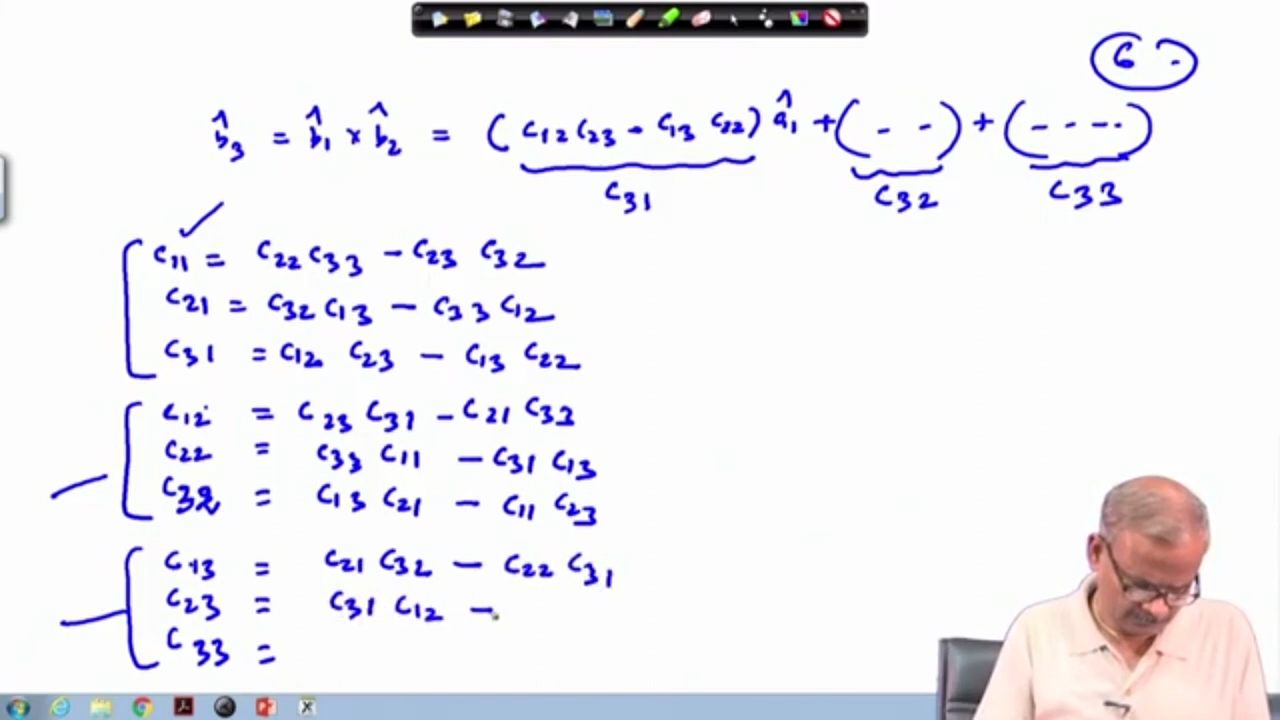 6
b̂3 = b̂1 × b̂2 = (c12 c23 - c13 c22) â1 + (- -) + (- - - -)
c31 c32 c33
c11 = c22 c33 - c23 c32
c21 = c32 c13 - c33 c12
c31 = c12 c23 - c13 c22
c12 = c23 c31 - c21 c33
c22 = c33 c11 - c31 c13
c32 = c13 c21 - c11 c23
c13 = c21 c32 - c22 c31
c23 = c31 c12 -
c33 =